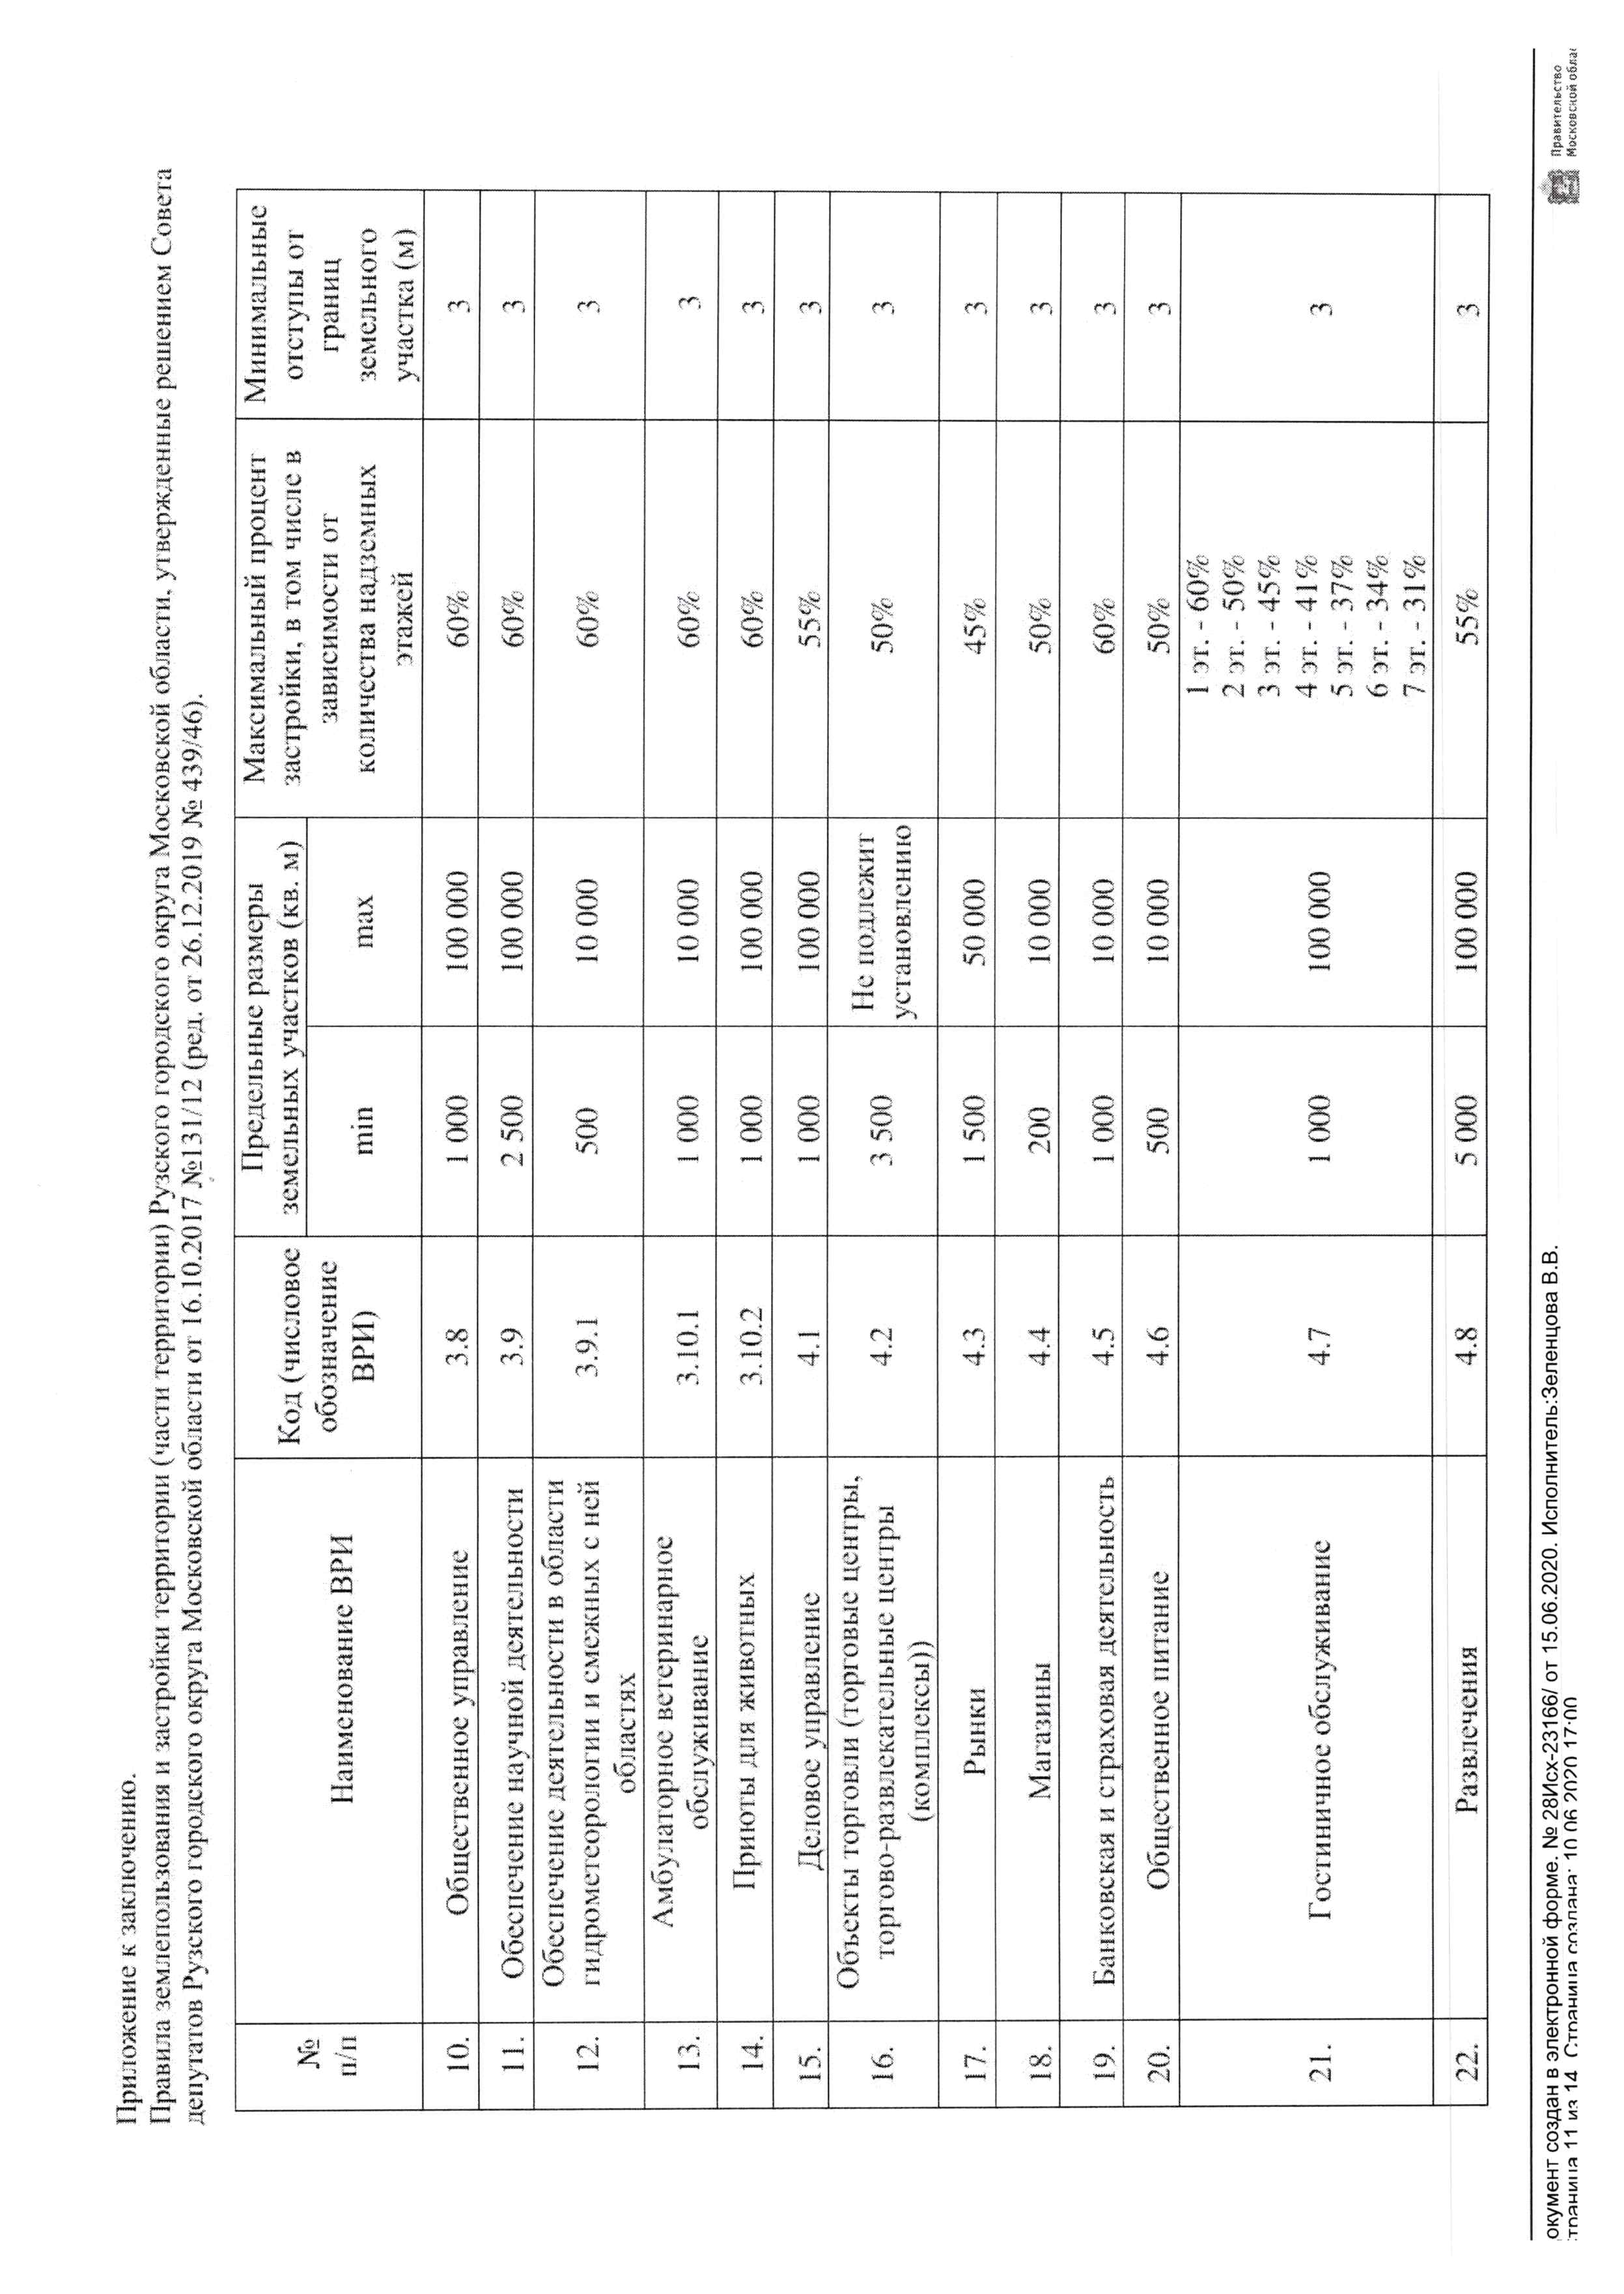 Приложение к заключению.
Правила землепользования и застройки территории (части территории) Рузского городского округа Московской области, утвержденные решением Совета
депутатов Рузского городского округа Московской области от 16.10.2017 №131/12 (ред. от 26.12.2019 № 439/46).
№
п/п
Наименование ВРИ
Код (числовое
обозначение
ВРИ)
Предельные размеры
земельных участков (кв. м)
min
max
Максимальный процент
застройки, в том числе в
зависимости от
количества надземных
этажей
Минимальные
отступы от
границ
земельного
участка (м)
10. Общественное управление 3.8 1 000 100 000 60% 3
11. Обеспечение научной деятельности 3.9 2 500 100 000 60% 3
12. Обеспечение деятельности в области
гидрометеорологии и смежных с ней
областях
3.9.1 500 10 000 60% 3
13. Амбулаторное ветеринарное
обслуживание
3.10.1 1 000 10 000 60% 3
14. Приюты для животных 3.10.2 1 000 100 000 60% 3
15. Деловое управление 4.1 1 000 100 000 55% 3
16. Объекты торговли (торговые центры,
торгово-развлекательные центры
(комплексы))
4.2 3 500 Не подлежит
установлению
50% 3
17. Рынки 4.3 1 500 50 000 45% 3
18. Магазины 4.4 200 10 000 50% 3
19. Банковская и страховая деятельность 4.5 1 000 10 000 60% 3
20. Общественное питание 4.6 500 10 000 50% 3
21. Гостиничное обслуживание 4.7 1 000 100 000
1 эт. - 60%
2 эт. - 50%
3 эт. - 45%
4 эт. - 41%
5 эт. - 37%
6 эт. - 34%
7 эт. - 31%
3
22. Развлечения 4.8 5 000 100 000 55% 3
окумент создан в электронной форме. № 28Исх-23166/ от 15.06.2020. Исполнитель:Зеленцова В.В.
траница 11 из 14. Страница создана: 10.06.2020 17:00
Правительство
Московской облас